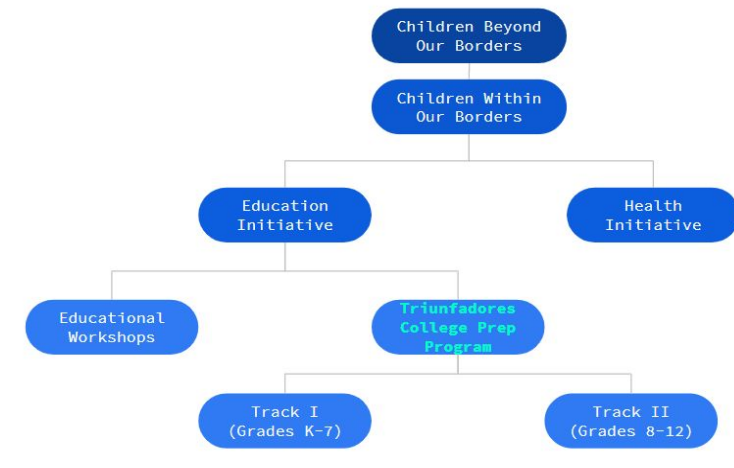 Children Beyond
Our Borders
Children Within
Our Borders
Education
Initiative
Health
Initiative
Educational
Workshops
Triunfadores
College Prep
Program
Track I
(Grades K-7)
Track II
(Grades 8-12)